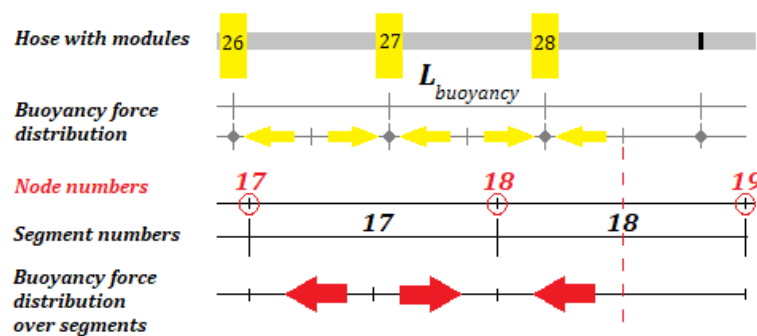 Hose with modules
26
27
28
L buoyancy
Buoyancy force
distribution
Node numbers
17
18
19
Segment numbers
17
18
Buoyancy force
distribution
over segments